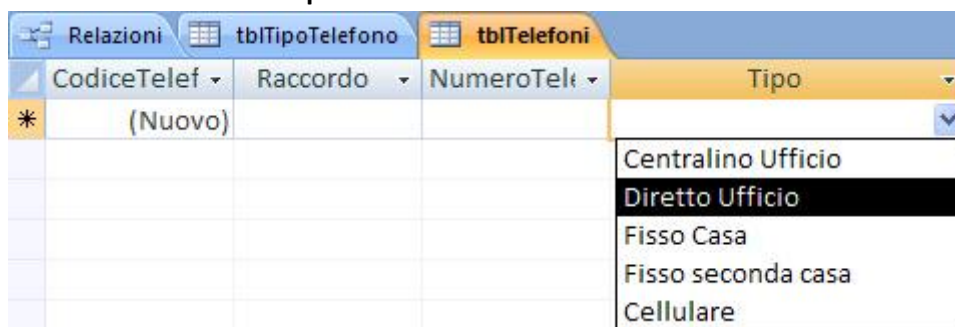 Relazioni tblTipoTelefono tblTelefoni
CodiceTelef Raccordo NumeroTele Tipo
* (Nuovo)
Centralino Ufficio
Diretto Ufficio
Fisso Casa
Fisso seconda casa
Cellulare